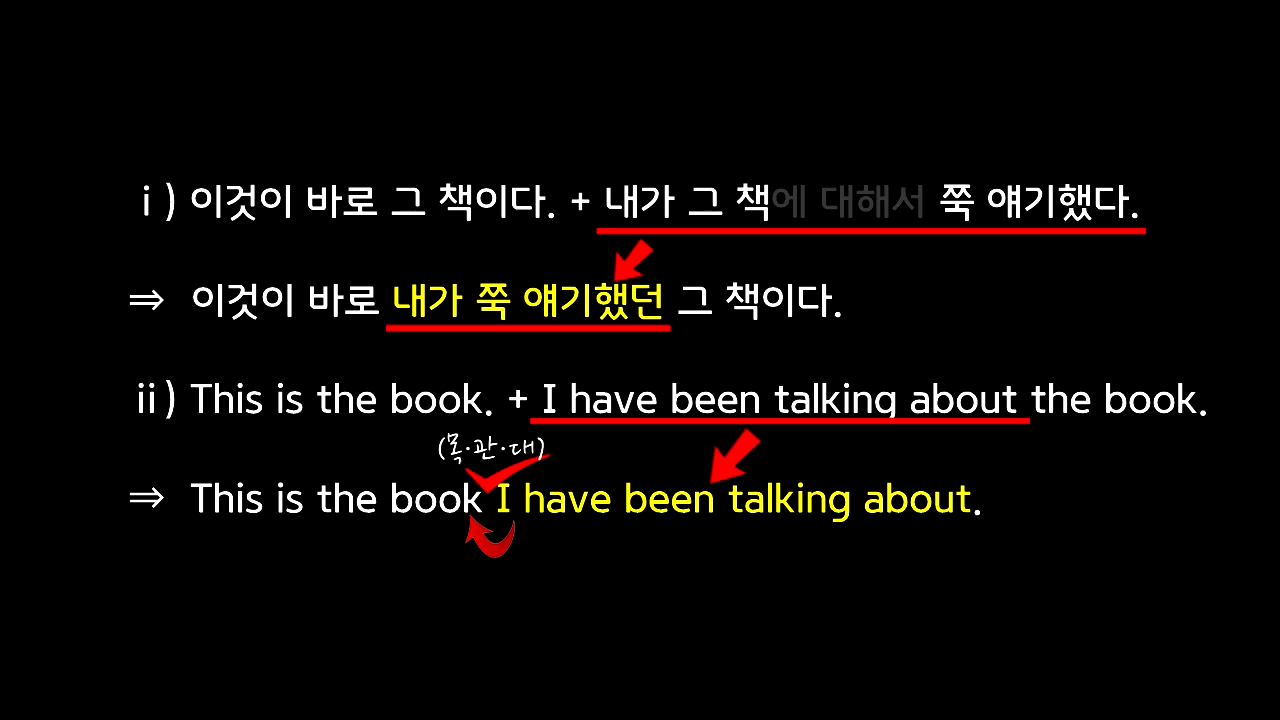 ⅰ) 이것이 바로 그 책이다. + 내가 그 책에 대해서 쭉 얘기했다.
⇒ 이것이 바로 내가 쭉 얘기했던 그 책이다.
ⅱ) This is the book. + I have been talking about the book.
(목·관·대)
⇒ This is the book I have been talking about.